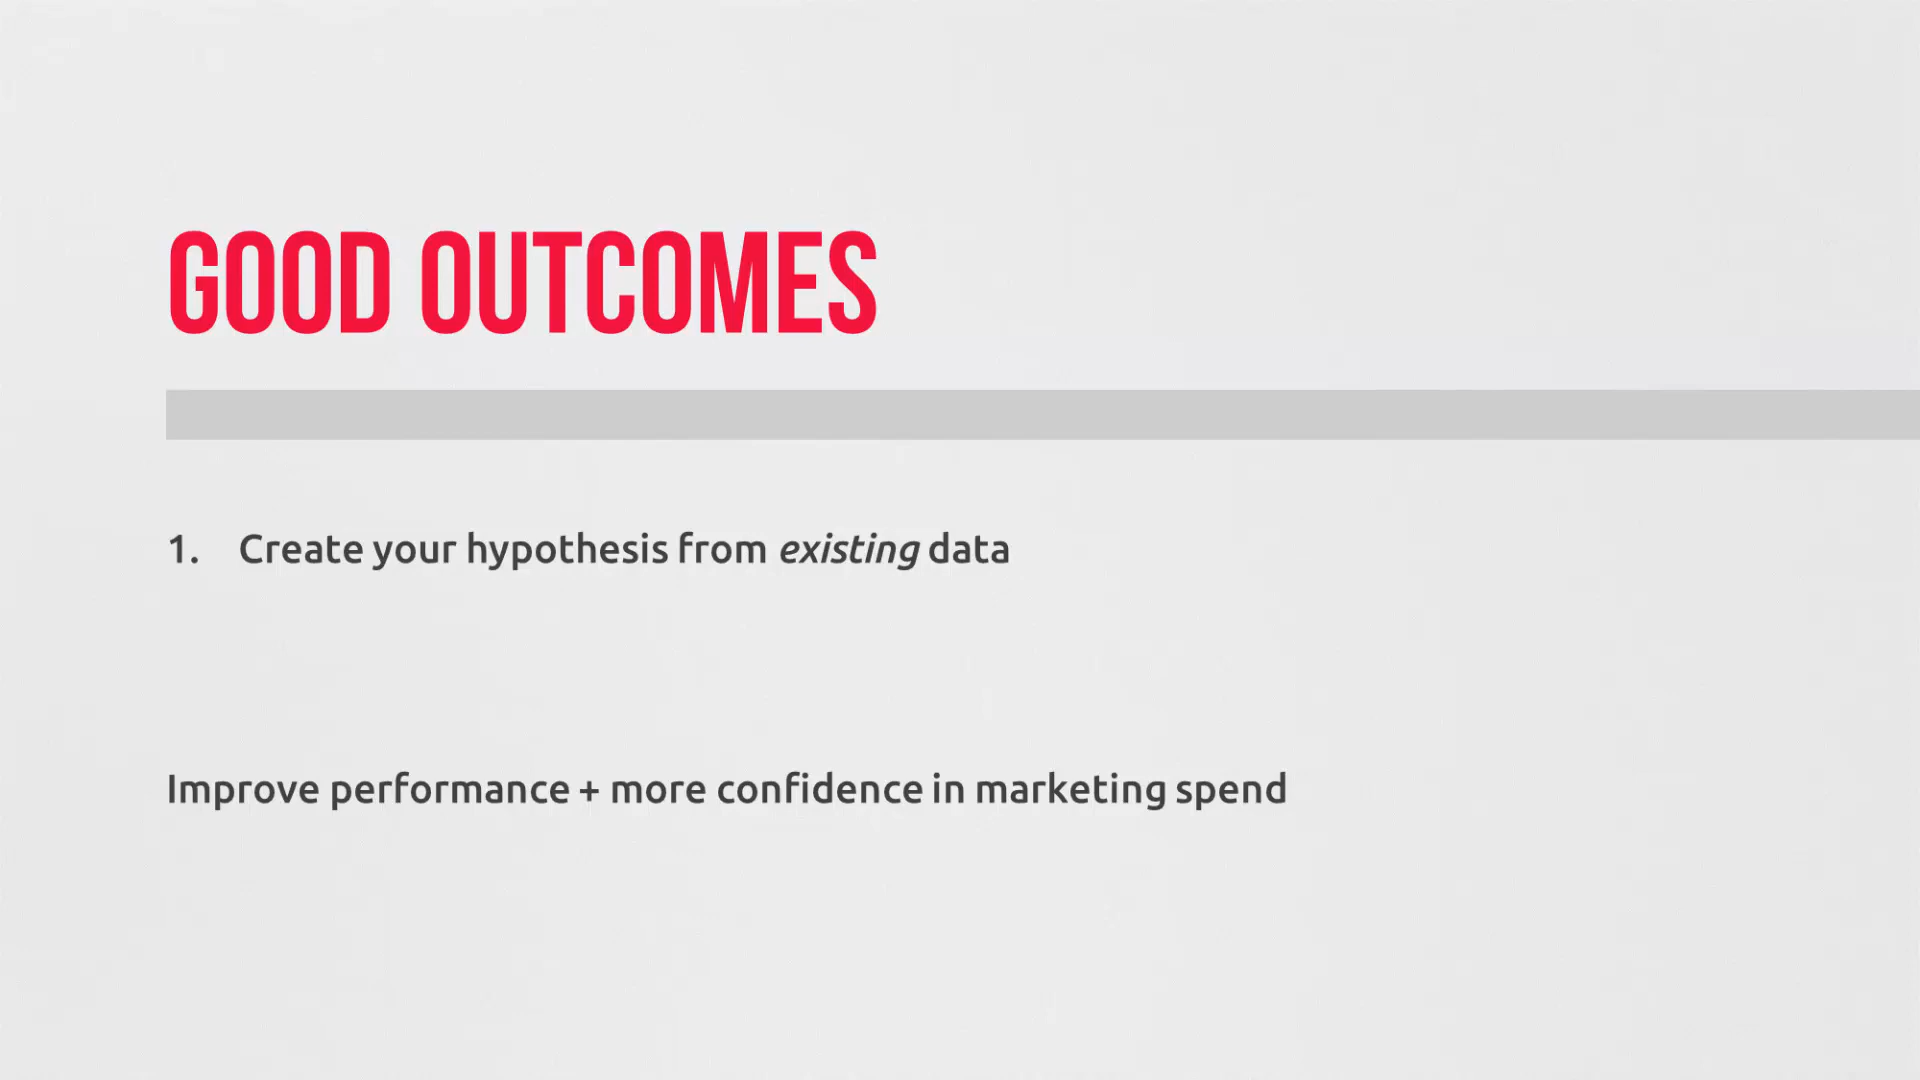 GOOD OUTCOMES
1. Create your hypothesis from existing data
Improve performance + more confidence in marketing spend